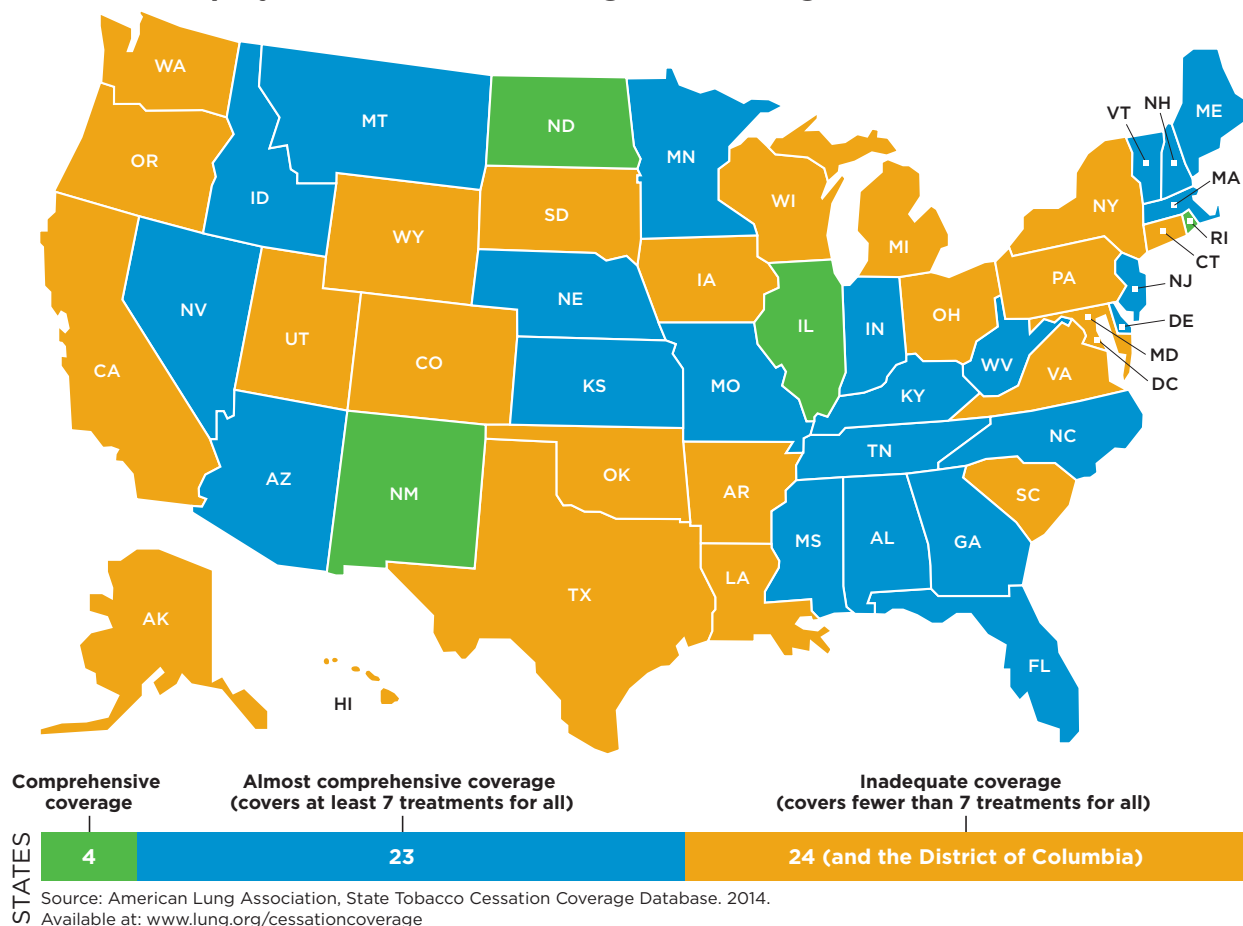 WA
MT
ND
MN
VT
NH
ME
OR
ID
SD
WI
MI
NY
MA
RI
CT
WY
IA
PA
NJ
NV
NE
IL
IN
OH
DE
MD
DC
UT
CO
KS
MO
WV
VA
CA
KY
AZ
NM
OK
AR
TN
NC
SC
MS
AL
GA
TX
LA
AK
HI
FL
Comprehensive
coverage
Almost comprehensive coverage
(covers at least 7 treatments for all)
Inadequate coverage
(covers fewer than 7 treatments for all)
STATES
4
23
24 (and the District of Columbia)
Source: American Lung Association, State Tobacco Cessation Coverage Database. 2014.
Available at: www.lung.org/cessationcoverage